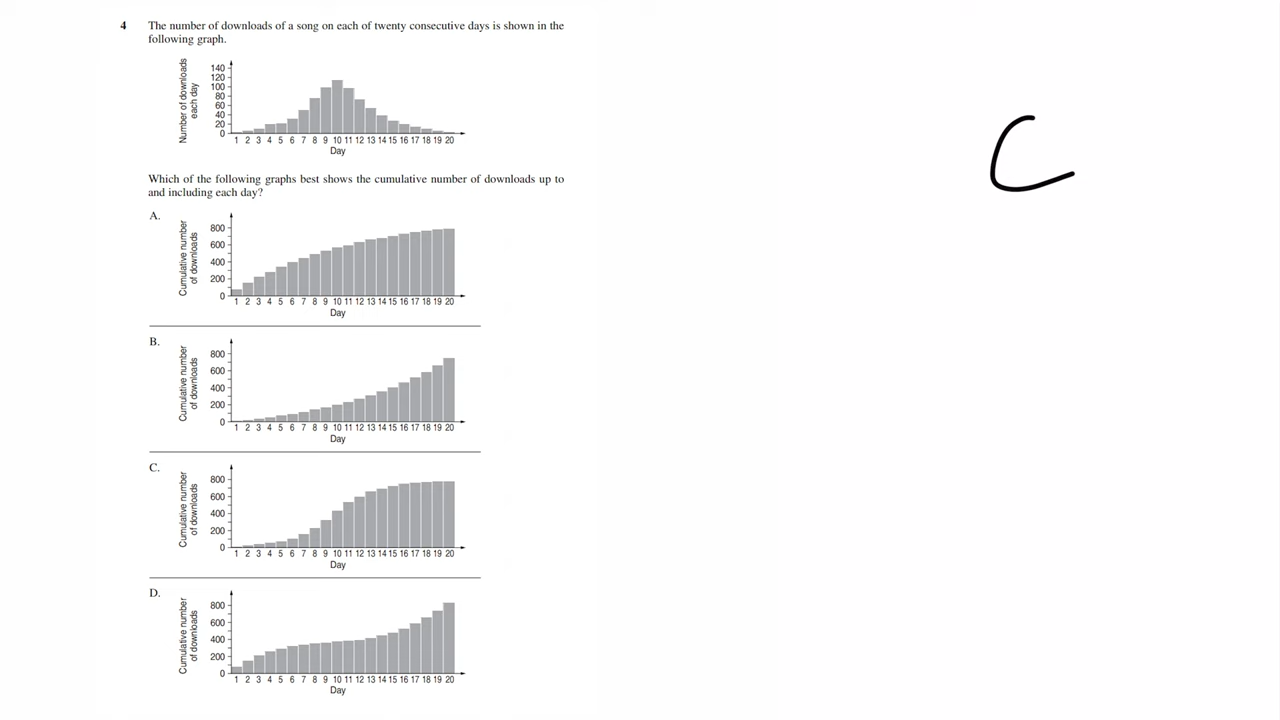 4 The number of downloads of a song on each of twenty consecutive days is shown in the
following graph.
Number of downloads
each day
140
120
100
80
60
40
20
0
1 2 3 4 5 6 7 8 9 10 11 12 13 14 15 16 17 18 19 20
Day
Which of the following graphs best shows the cumulative number of downloads up to
and including each day?
A.
Cumulative number
of downloads
800
600
400
200
0
1 2 3 4 5 6 7 8 9 10 11 12 13 14 15 16 17 18 19 20
Day
B.
Cumulative number
of downloads
800
600
400
200
0
1 2 3 4 5 6 7 8 9 10 11 12 13 14 15 16 17 18 19 20
Day
C.
Cumulative number
of downloads
800
600
400
200
0
1 2 3 4 5 6 7 8 9 10 11 12 13 14 15 16 17 18 19 20
Day
D.
Cumulative number
of downloads
800
600
400
200
0
1 2 3 4 5 6 7 8 9 10 11 12 13 14 15 16 17 18 19 20
Day
C